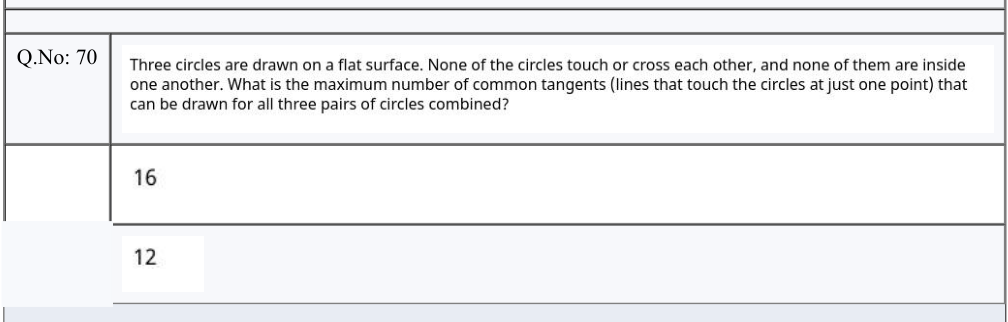 Q.No: 70
Three circles are drawn on a flat surface. None of the circles touch or cross each other, and none of them are inside
one another. What is the maximum number of common tangents (lines that touch the circles at just one point) that
can be drawn for all three pairs of circles combined?
16
12